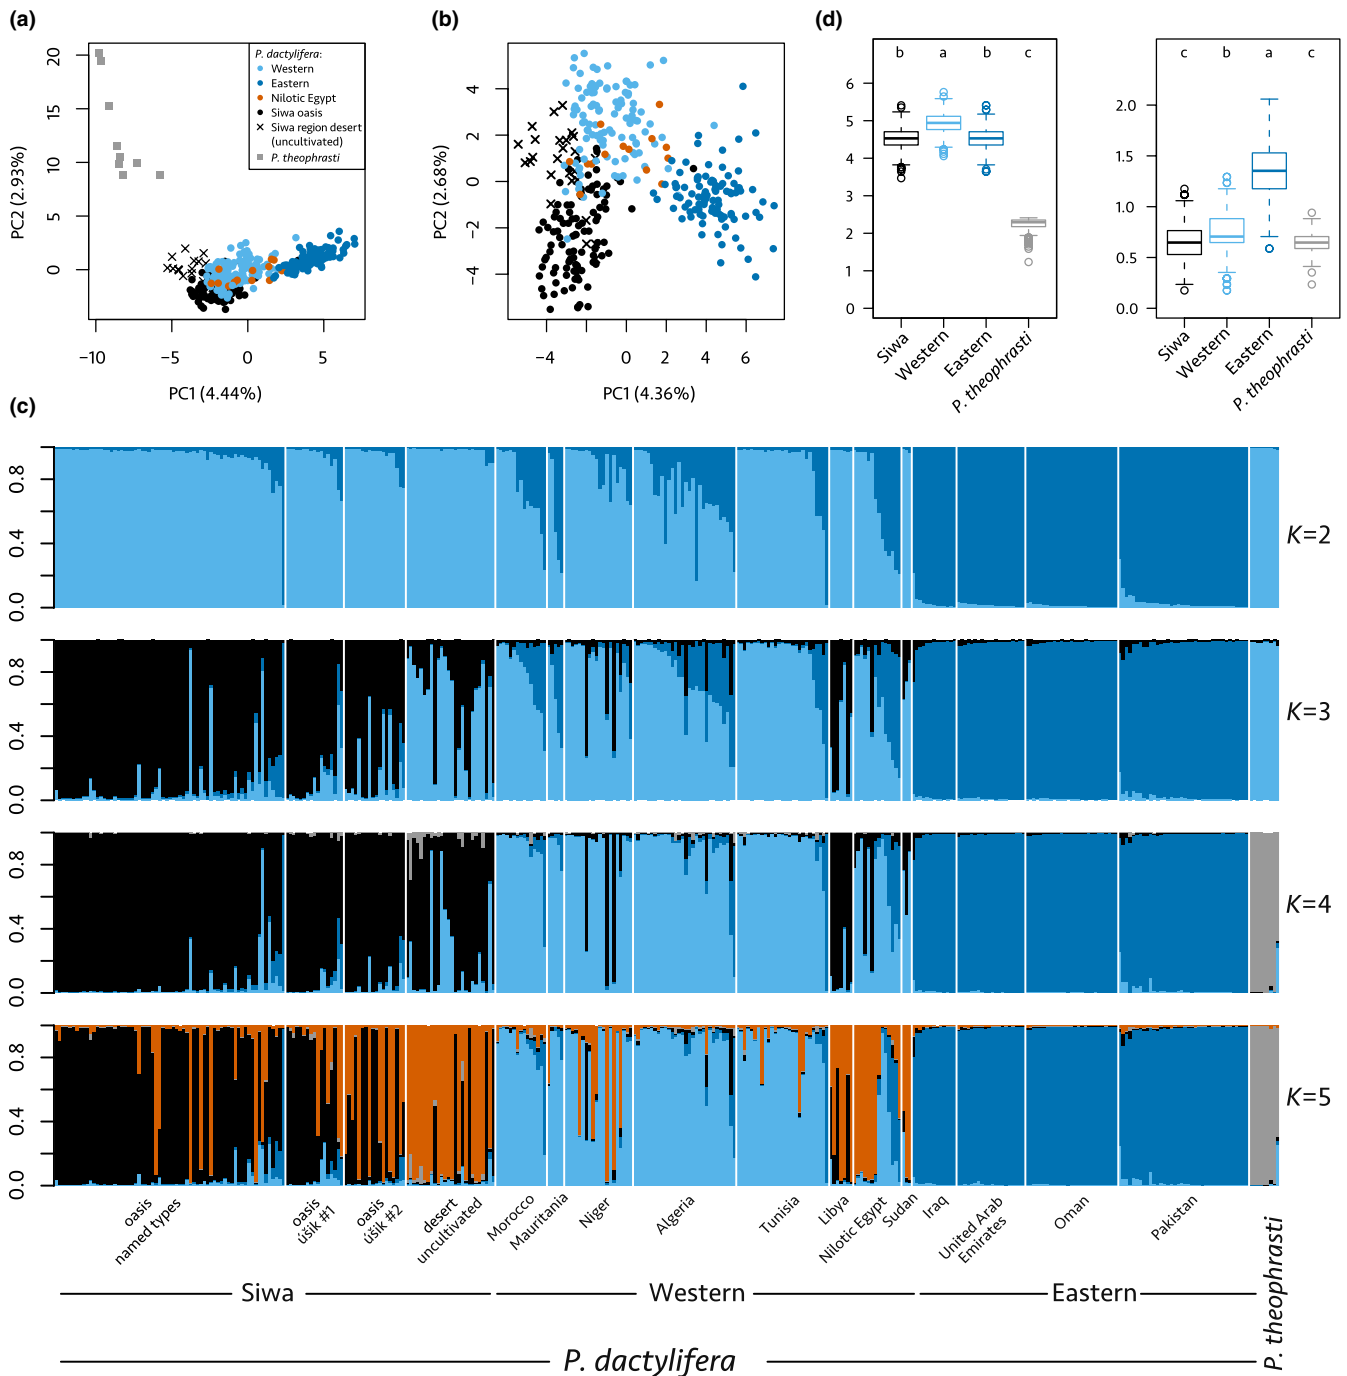 (a)
20
15
10
5
0
PC2 (2.93%)
−10
−5
0
5
PC1 (4.44%)
P. dactylifera:
Western
Eastern
Nilotic Egypt
Siwa oasis
Siwa region desert
(uncultivated)
P. theophrasti
(b)
4
2
0
−2
−4
PC2 (2.68%)
−4
−2
0
2
4
6
PC1 (4.36%)
(d)
b
a
b
c
6
5
4
3
2
1
0
Siwa
Western
Eastern
P. theophrasti
c
b
a
c
2.0
1.5
1.0
0.5
0.0
Siwa
Western
Eastern
P. theophrasti
(c)
0.8
0.4
0.0
K=2
0.8
0.4
0.0
K=3
0.8
0.4
0.0
K=4
0.8
0.4
0.0
K=5
oasis
named types
oasis
úšik #1
oasis
úšik #2
desert
uncultivated
Morocco
Mauritania
Niger
Algeria
Tunisia
Libya
Nilotic Egypt
Sudan
Iraq
United Arab
Emirates
Oman
Pakistan
Siwa
Western
Eastern
P. theophrasti
P. dactylifera